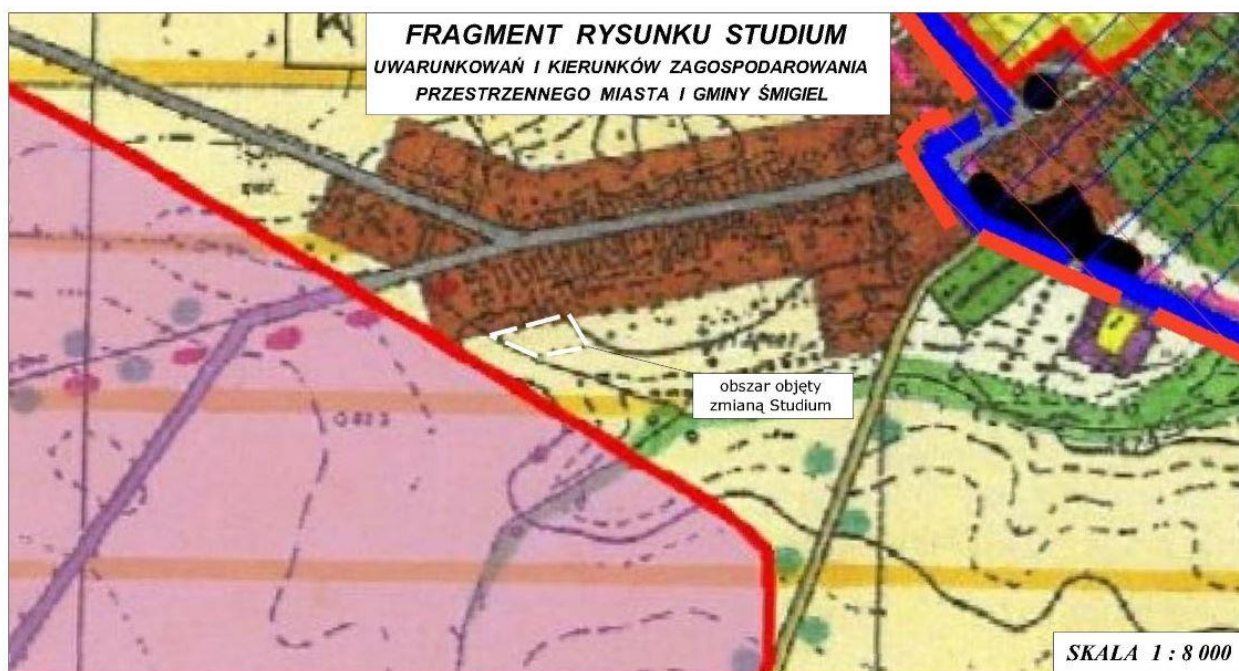 FRAGMENT RYSUNKU STUDIUM
UWARUNKOWAŃ I KIERUNKÓW ZAGOSPODAROWANIA
PRZESTRZENNEGO MIASTA I GMINY ŚMIGIEL
obszar objęty
zmianą Studium
SKALA 1 : 8 000